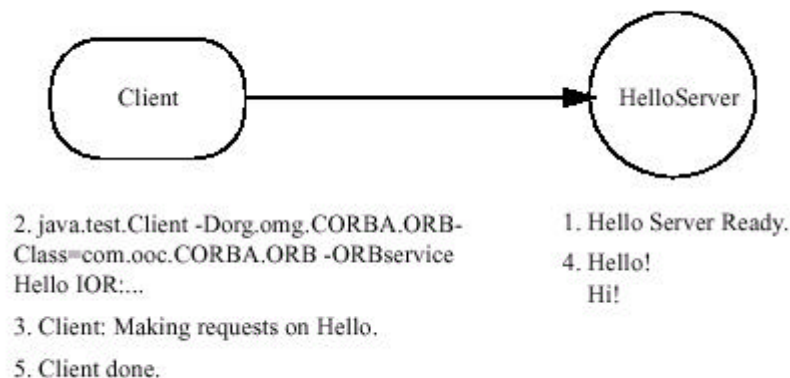 Client
HelloServer
2. java.test.Client -Dorg.omg.CORBA.ORB-
Class=com.ooc.CORBA.ORB -ORBservice
Hello IOR:...
3. Client: Making requests on Hello.
5. Client done.
1. Hello Server Ready.
4. Hello!
Hi!